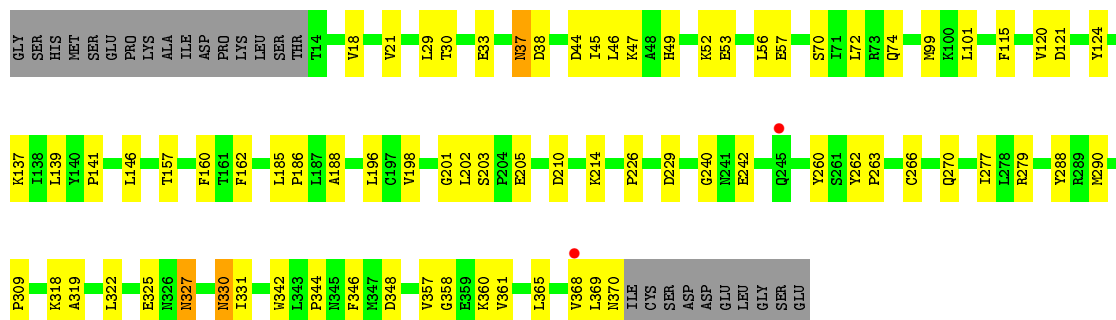 GLY SER HIS MET SER GLU PRO LYS ALA ILE ASP PRO LYS LEU SER THR T14 V18 V21 L29 T30 E33 N37 D38 D44 I45 L46 K47 A48 H49 K52 E53 L56 E57 S70 I71 L72 R73 Q74 M99 K100 L101 F115 V120 D121 Y124
K137 I138 L139 Y140 P141 L146 T157 F160 T161 F162 L185 P186 L187 A188 L196 C197 V198 G201 L202 S203 P204 E205 D210 K214 P226 D229 G240 N241 E242 Q245 Y260 S261 Y262 P263 C266 Q270 I277 L278 R279 Y288 R289 M290
P309 K318 A319 L322 E325 N326 N327 N330 I331 W342 L343 P344 N345 F346 M347 D348 V357 G358 E359 K360 V361 L365 V368 L369 N370 ILE CYS SER ASP ASP GLU LEU GLY SER GLU